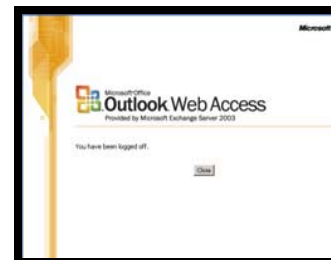 Microsoft
Microsoft Office
Outlook Web Access
Provided by Microsoft Exchange Server 2003
You have been logged off.
Close